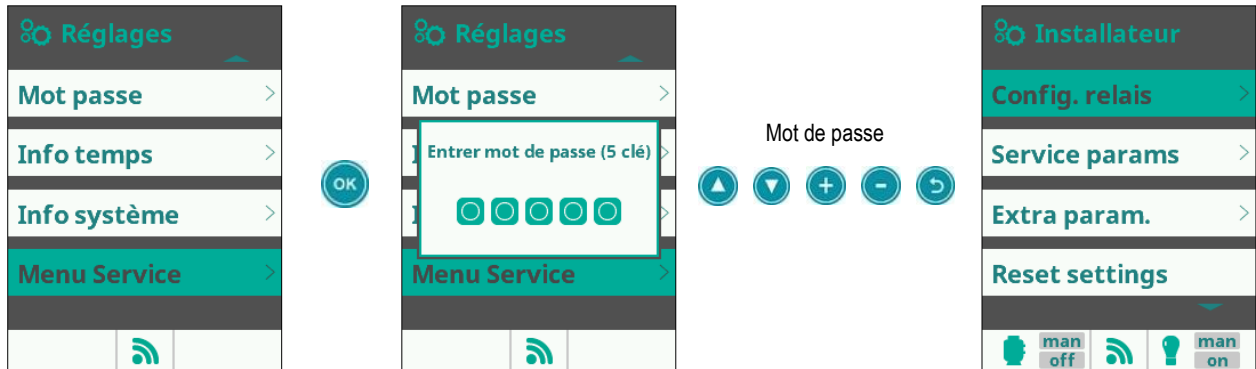 Réglages
Mot passe
Info temps
Info système
Menu Service
OK
Réglages
Mot passe
Entrer mot de passe (5 clé)
Menu Service
Mot de passe
Installateur
Config. relais
Service params
Extra param.
Reset settings
man
off
man
on